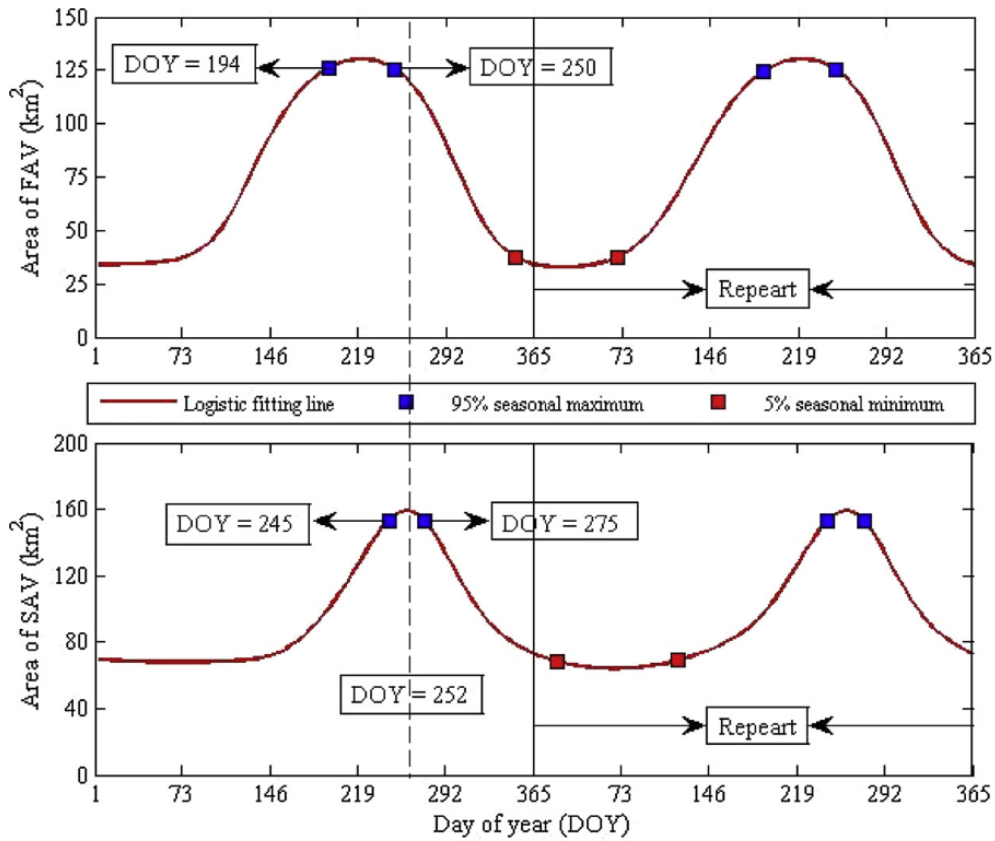 150
125
100
75
50
25
0
Area of FAV (km²)
DOY = 194
DOY = 250
Repeart
1 73 146 219 292 365 73 146 219 292 365
Logistic fitting line 95% seasonal maximum 5% seasonal minimum
200
160
120
80
40
0
Area of SAV (km²)
DOY = 245
DOY = 275
DOY = 252
Repeart
1 73 146 219 292 365 73 146 219 292 365
Day of year (DOY)